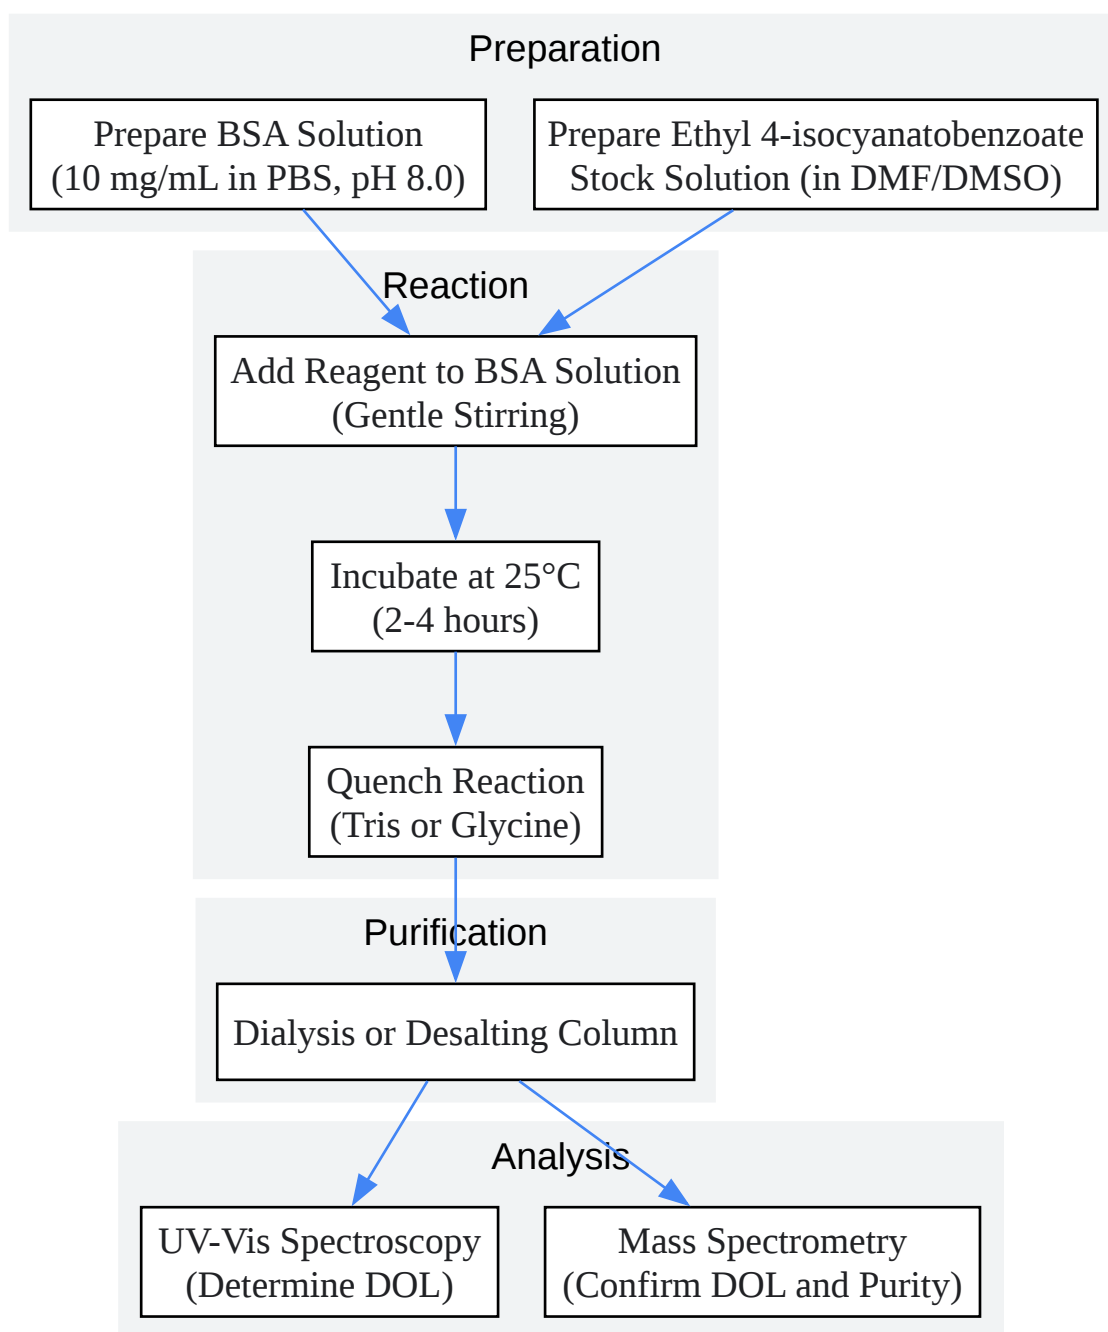 Preparation
Prepare BSA Solution
(10 mg/mL in PBS, pH 8.0)
Prepare Ethyl 4-isocyanatobenzoate
Stock Solution (in DMF/DMSO)
Reaction
Add Reagent to BSA Solution
(Gentle Stirring)
Incubate at 25°C
(2-4 hours)
Quench Reaction
(Tris or Glycine)
Purification
Dialysis or Desalting Column
Analysis
UV-Vis Spectroscopy
(Determine DOL)
Mass Spectrometry
(Confirm DOL and Purity)